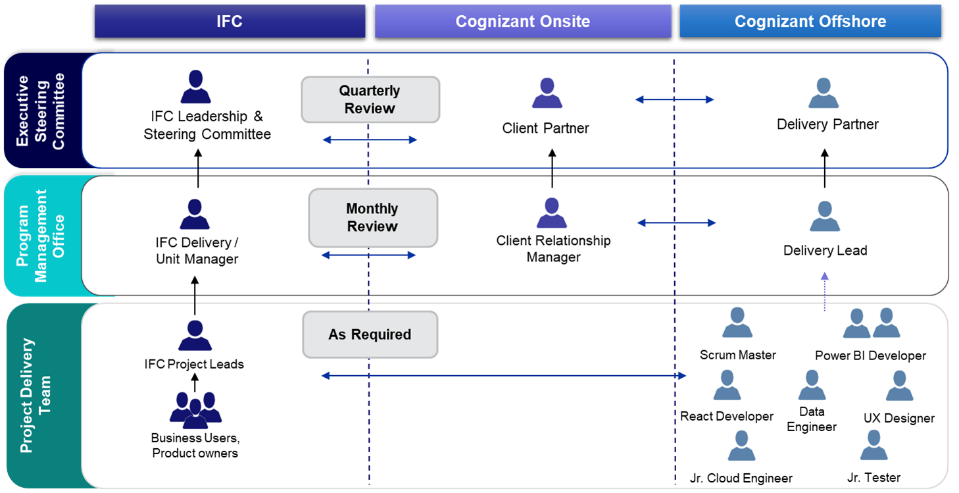 IFC
Cognizant Onsite
Cognizant Offshore
Executive
Steering
Committee
IFC Leadership &
Steering Committee
Quarterly
Review
Client Partner
Delivery Partner
Program
Management
Office
IFC Delivery /
Unit Manager
Monthly
Review
Client Relationship
Manager
Delivery Lead
Project Delivery
Team
IFC Project Leads
Business Users,
Product owners
As Required
Scrum Master
Power BI Developer
React Developer
Data
Engineer
UX Designer
Jr. Cloud Engineer
Jr. Tester